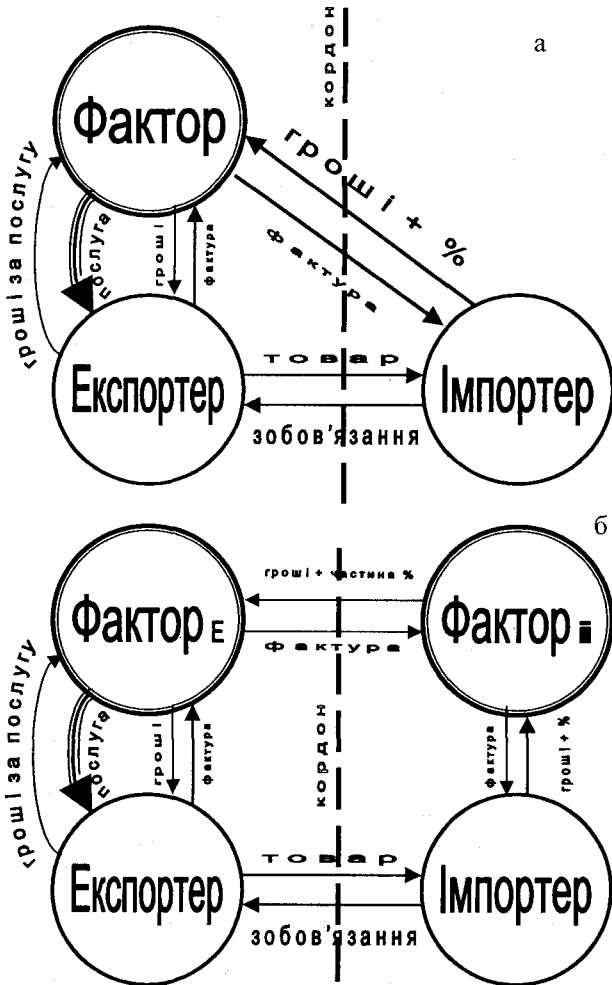 а
кордон
Фактор
гроші + %
гроші за послугу
послуга
гроші
фактура
фактура
товар
Експортер
Імпортер
зобов'язання
б
гроші + частина %
Фактор Е
Фактор
фактура
гроші за послугу
послуга
гроші
фактура
кордон
фактура
гроші + %
товар
Експортер
Імпортер
зобов'язання